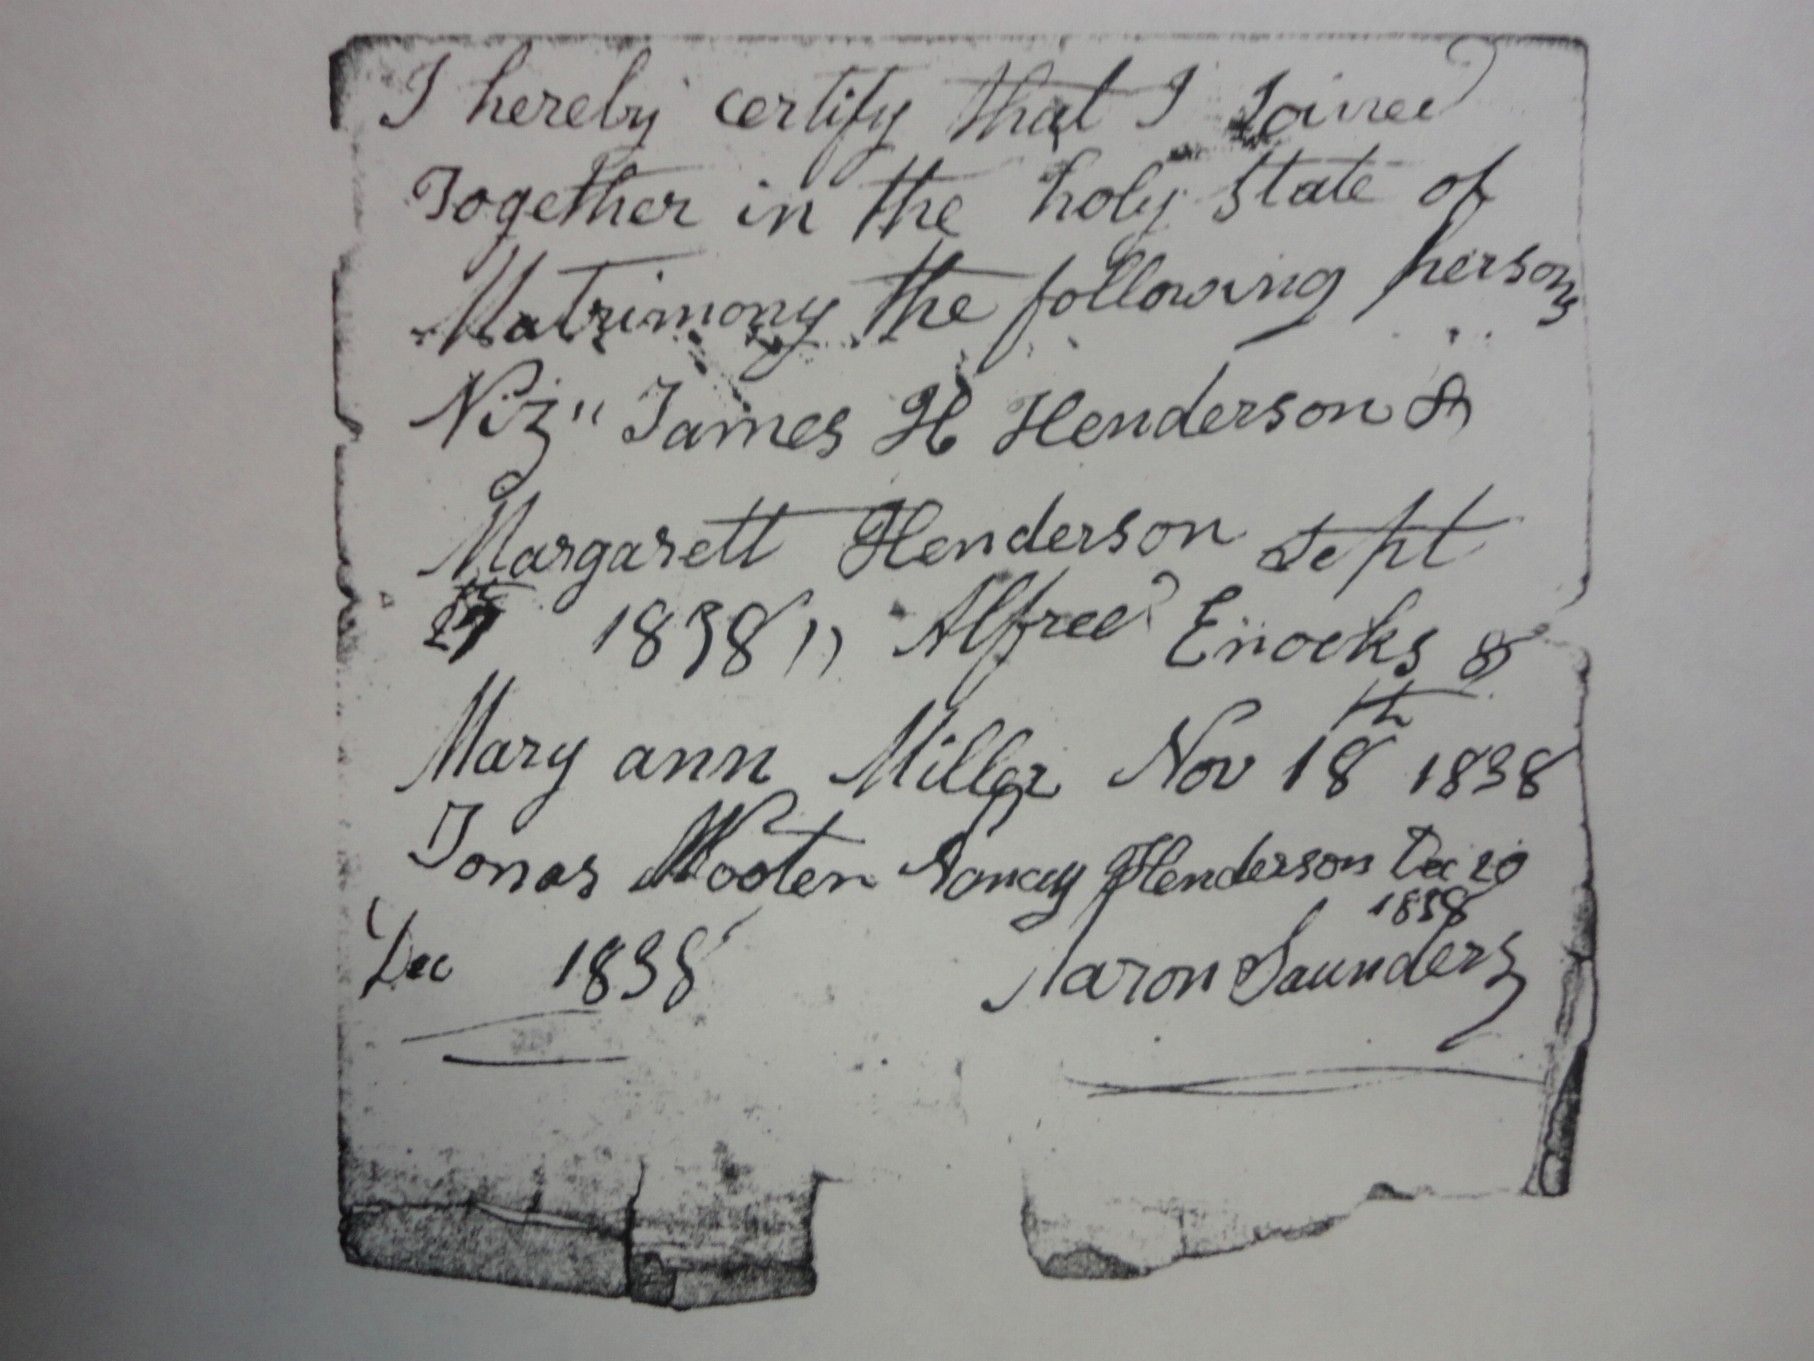 I hereby certify that I Joined
Together in the holy state of
Matrimony the following persons
Viz" James H Henderson &
Margarett Henderson Sept
27th 1838 ,, Alfred Enocks &
Mary ann Miller Nov 18th 1838
Jonas Wooten Nancy Henderson Dec 20
1838
Dec 1838 Aaron Saunders